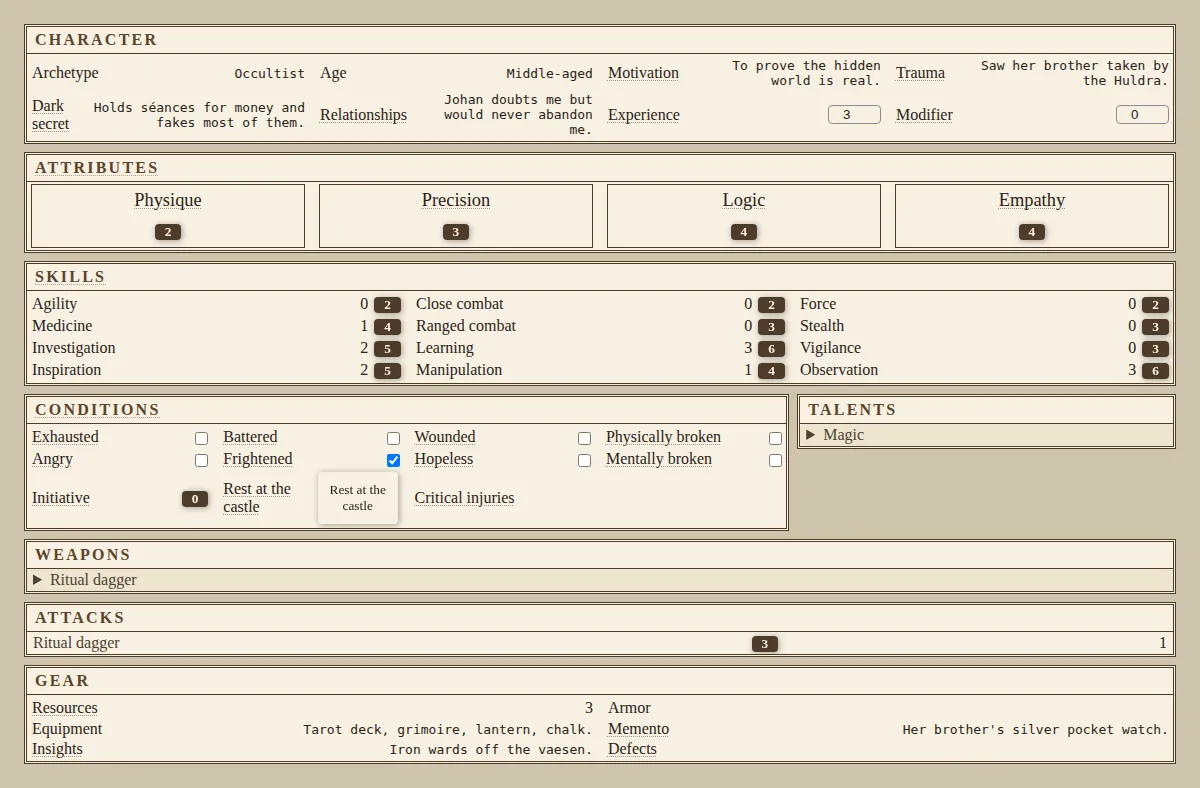 CHARACTER
Archetype Occultist Age Middle-aged Motivation To prove the hidden world is real. Trauma Saw her brother taken by the Huldra.
Dark secret Holds séances for money and fakes most of them. Relationships Johan doubts me but would never abandon me. Experience 3 Modifier 0
ATTRIBUTES
Physique Precision Logic Empathy
2 3 4 4
SKILLS
Agility 0 2 Close combat 0 2 Force 0 2
Medicine 1 4 Ranged combat 0 3 Stealth 0 3
Investigation 2 5 Learning 3 6 Vigilance 0 3
Inspiration 2 5 Manipulation 1 4 Observation 3 6
CONDITIONS
Exhausted Battered Wounded Physically broken
Angry Frightened Hopeless Mentally broken
Initiative 0 Rest at the castle Rest at the castle Critical injuries
TALENTS
Magic
WEAPONS
Ritual dagger
ATTACKS
Ritual dagger 3 1
GEAR
Resources 3 Armor
Equipment Tarot deck, grimoire, lantern, chalk. Memento Her brother's silver pocket watch.
Insights Iron wards off the vaesen. Defects